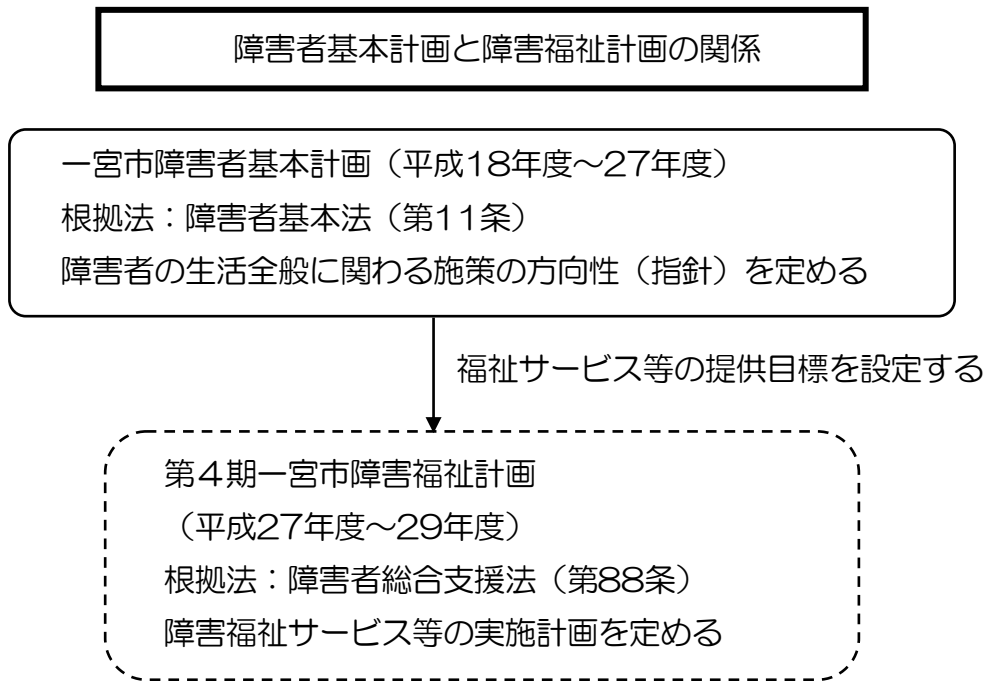 障害者基本計画と障害福祉計画の関係
一宮市障害者基本計画（平成18年度～27年度）
根拠法：障害者基本法（第11条）
障害者の生活全般に関わる施策の方向性（指針）を定める
福祉サービス等の提供目標を設定する
第４期一宮市障害福祉計画
（平成27年度～29年度）
根拠法：障害者総合支援法（第88条）
障害福祉サービス等の実施計画を定める